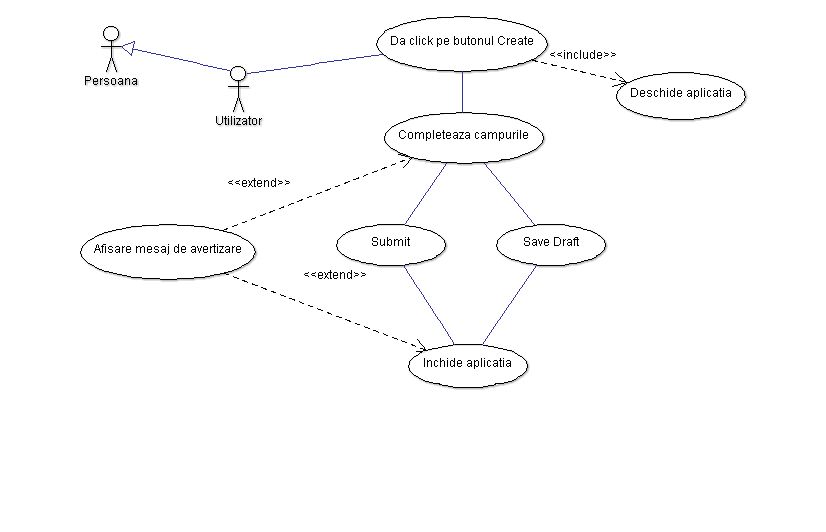 Da click pe butonul Create
<<include>>
Persoana
Deschide aplicatia
Utilizator
Completeaza campurile
<<extend>>
Afisare mesaj de avertizare
Submit
Save Draft
<<extend>>
Inchide aplicatia